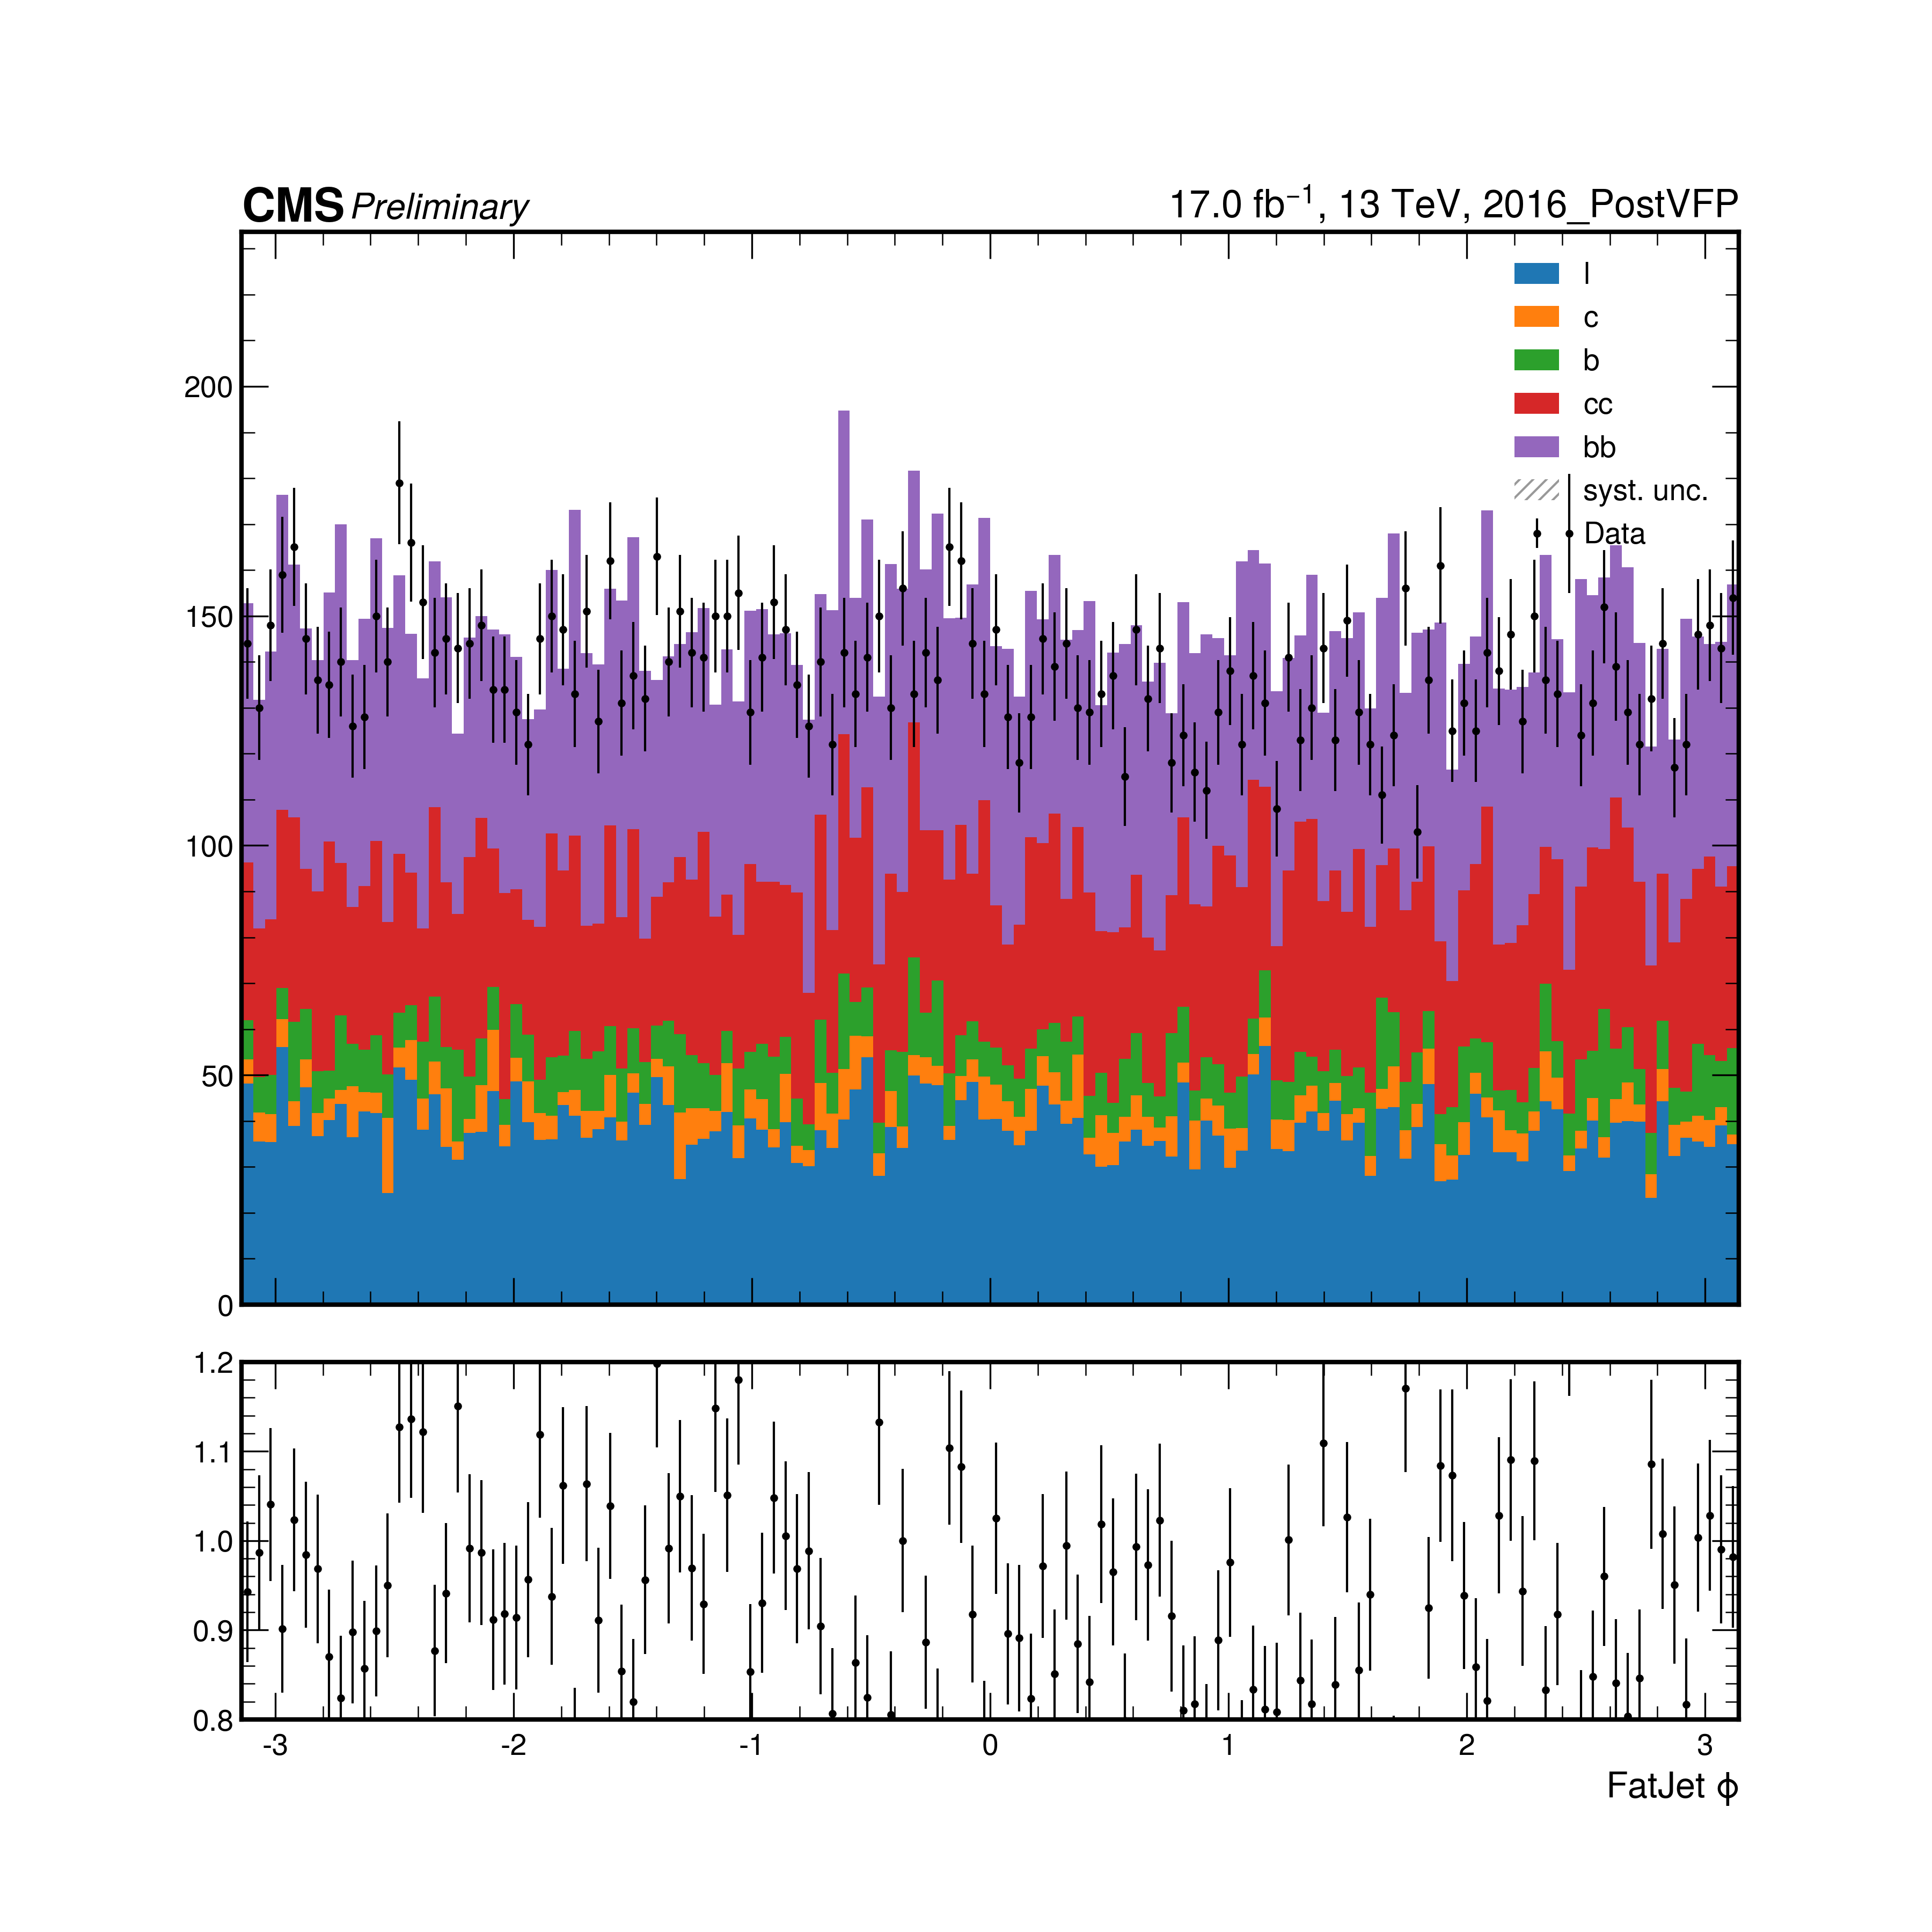 CMS Preliminary
17.0 fb⁻¹, 13 TeV, 2016_PostVFP
l
c
b
cc
bb
syst. unc.
Data
200
150
100
50
0
1.2
1.1
1.0
0.9
0.8
-3 -2 -1 0 1 2 3
FatJet ϕ